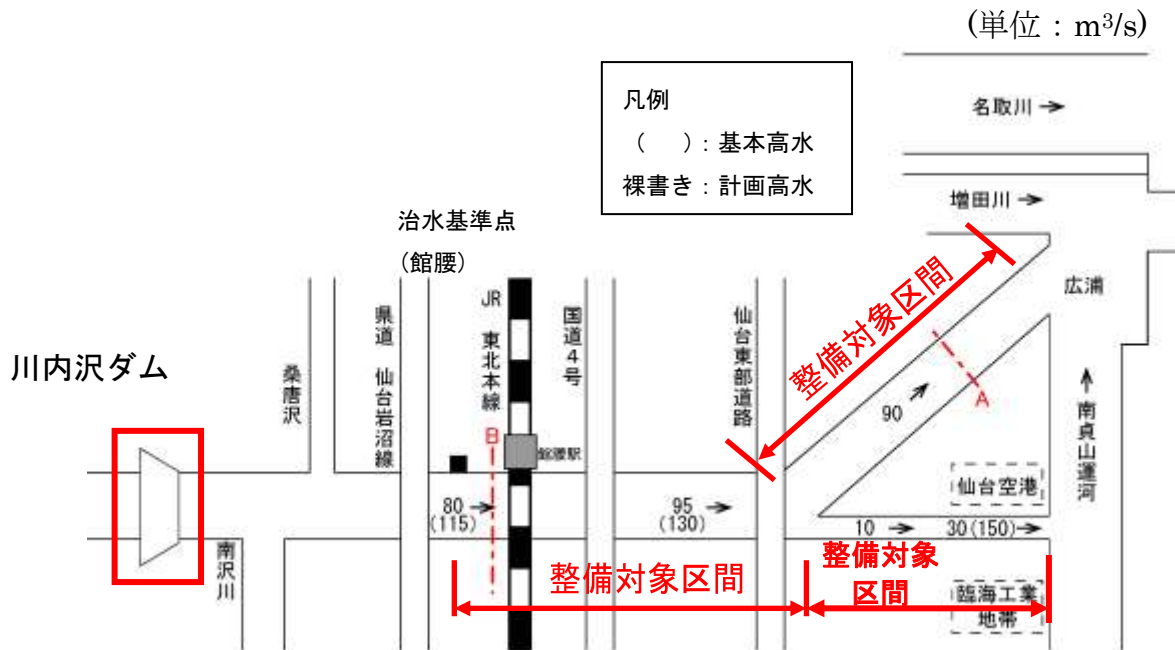 (単位：m³/s)
凡例
（　）：基本高水
裸書き：計画高水
名取川 →
増田川 →
治水基準点
(館腰)
広浦
川内沢ダム
桑唐沢
県道 仙台岩沼線
JR 東北本線
国道４号
仙台東部道路
整備対象区間
B
館腰駅
90
A
↑南貞山運河
仙台空港
80 →
(115)
95 →
(130)
10 →
30(150)→
南沢川
整備対象区間
整備対象
区間
臨海工業
地帯